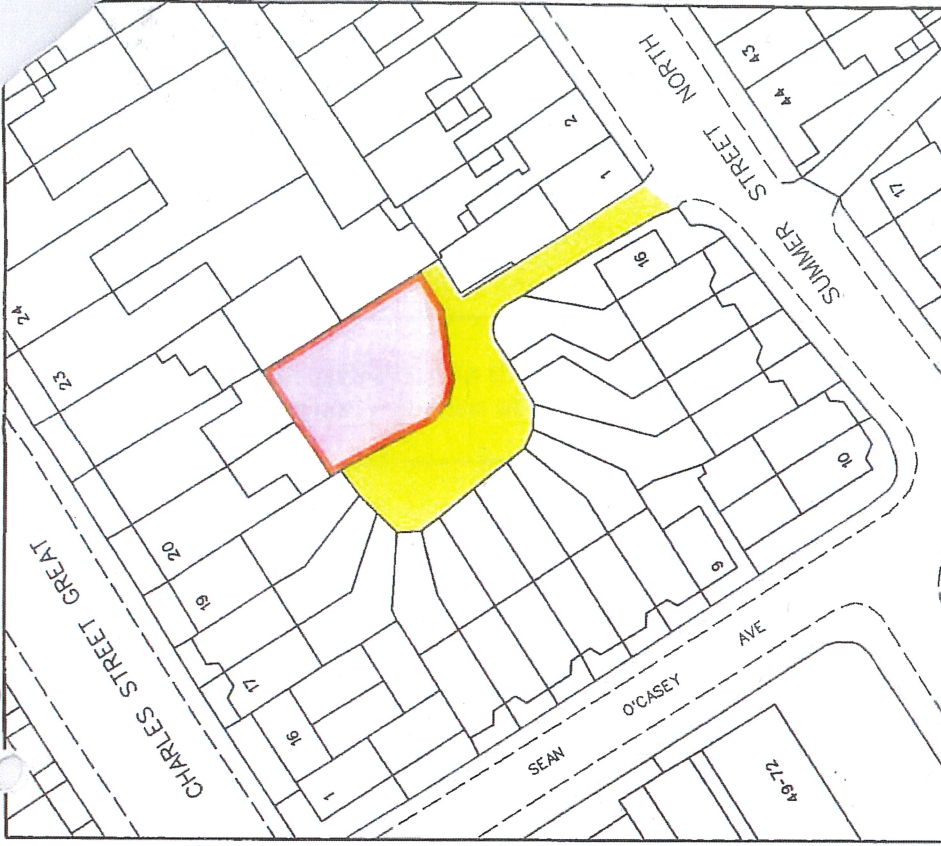 43
44
NORTH
2
1
STREET
17
16
SUMMER
24
23
10
20
9
19
AVE
17
O'CASEY
16
SEAN
1
49-72
CHARLES STREET GREAT